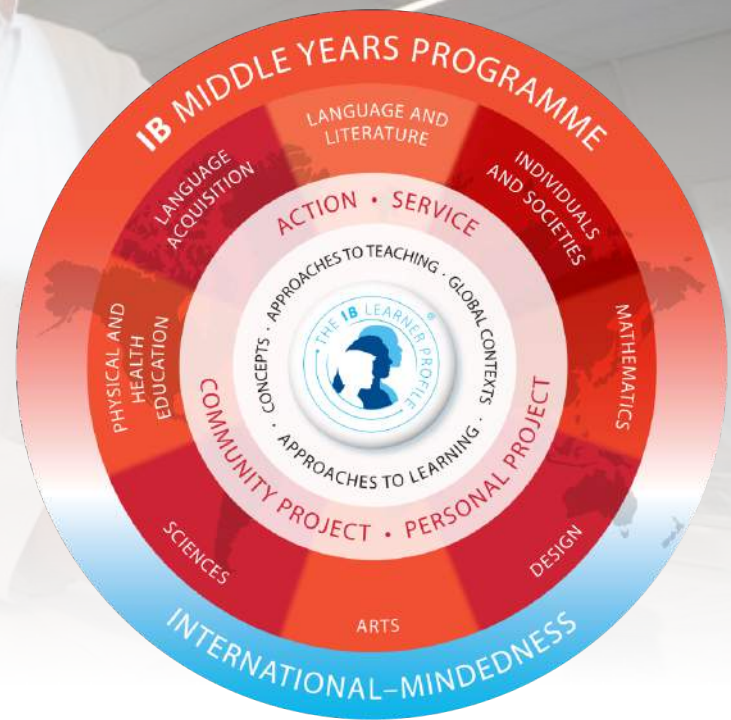 IB MIDDLE YEARS PROGRAMME
LANGUAGE AND
LITERATURE
INDIVIDUALS
AND SOCIETIES
MATHEMATICS
DESIGN
ARTS
SCIENCES
PHYSICAL AND
HEALTH
EDUCATION
LANGUAGE
ACQUISITION
ACTION • SERVICE
COMMUNITY PROJECT • PERSONAL PROJECT
APPROACHES TO TEACHING · GLOBAL CONTEXTS ·
APPROACHES TO LEARNING · CONCEPTS ·
THE IB LEARNER PROFILE ®
INTERNATIONAL–MINDEDNESS